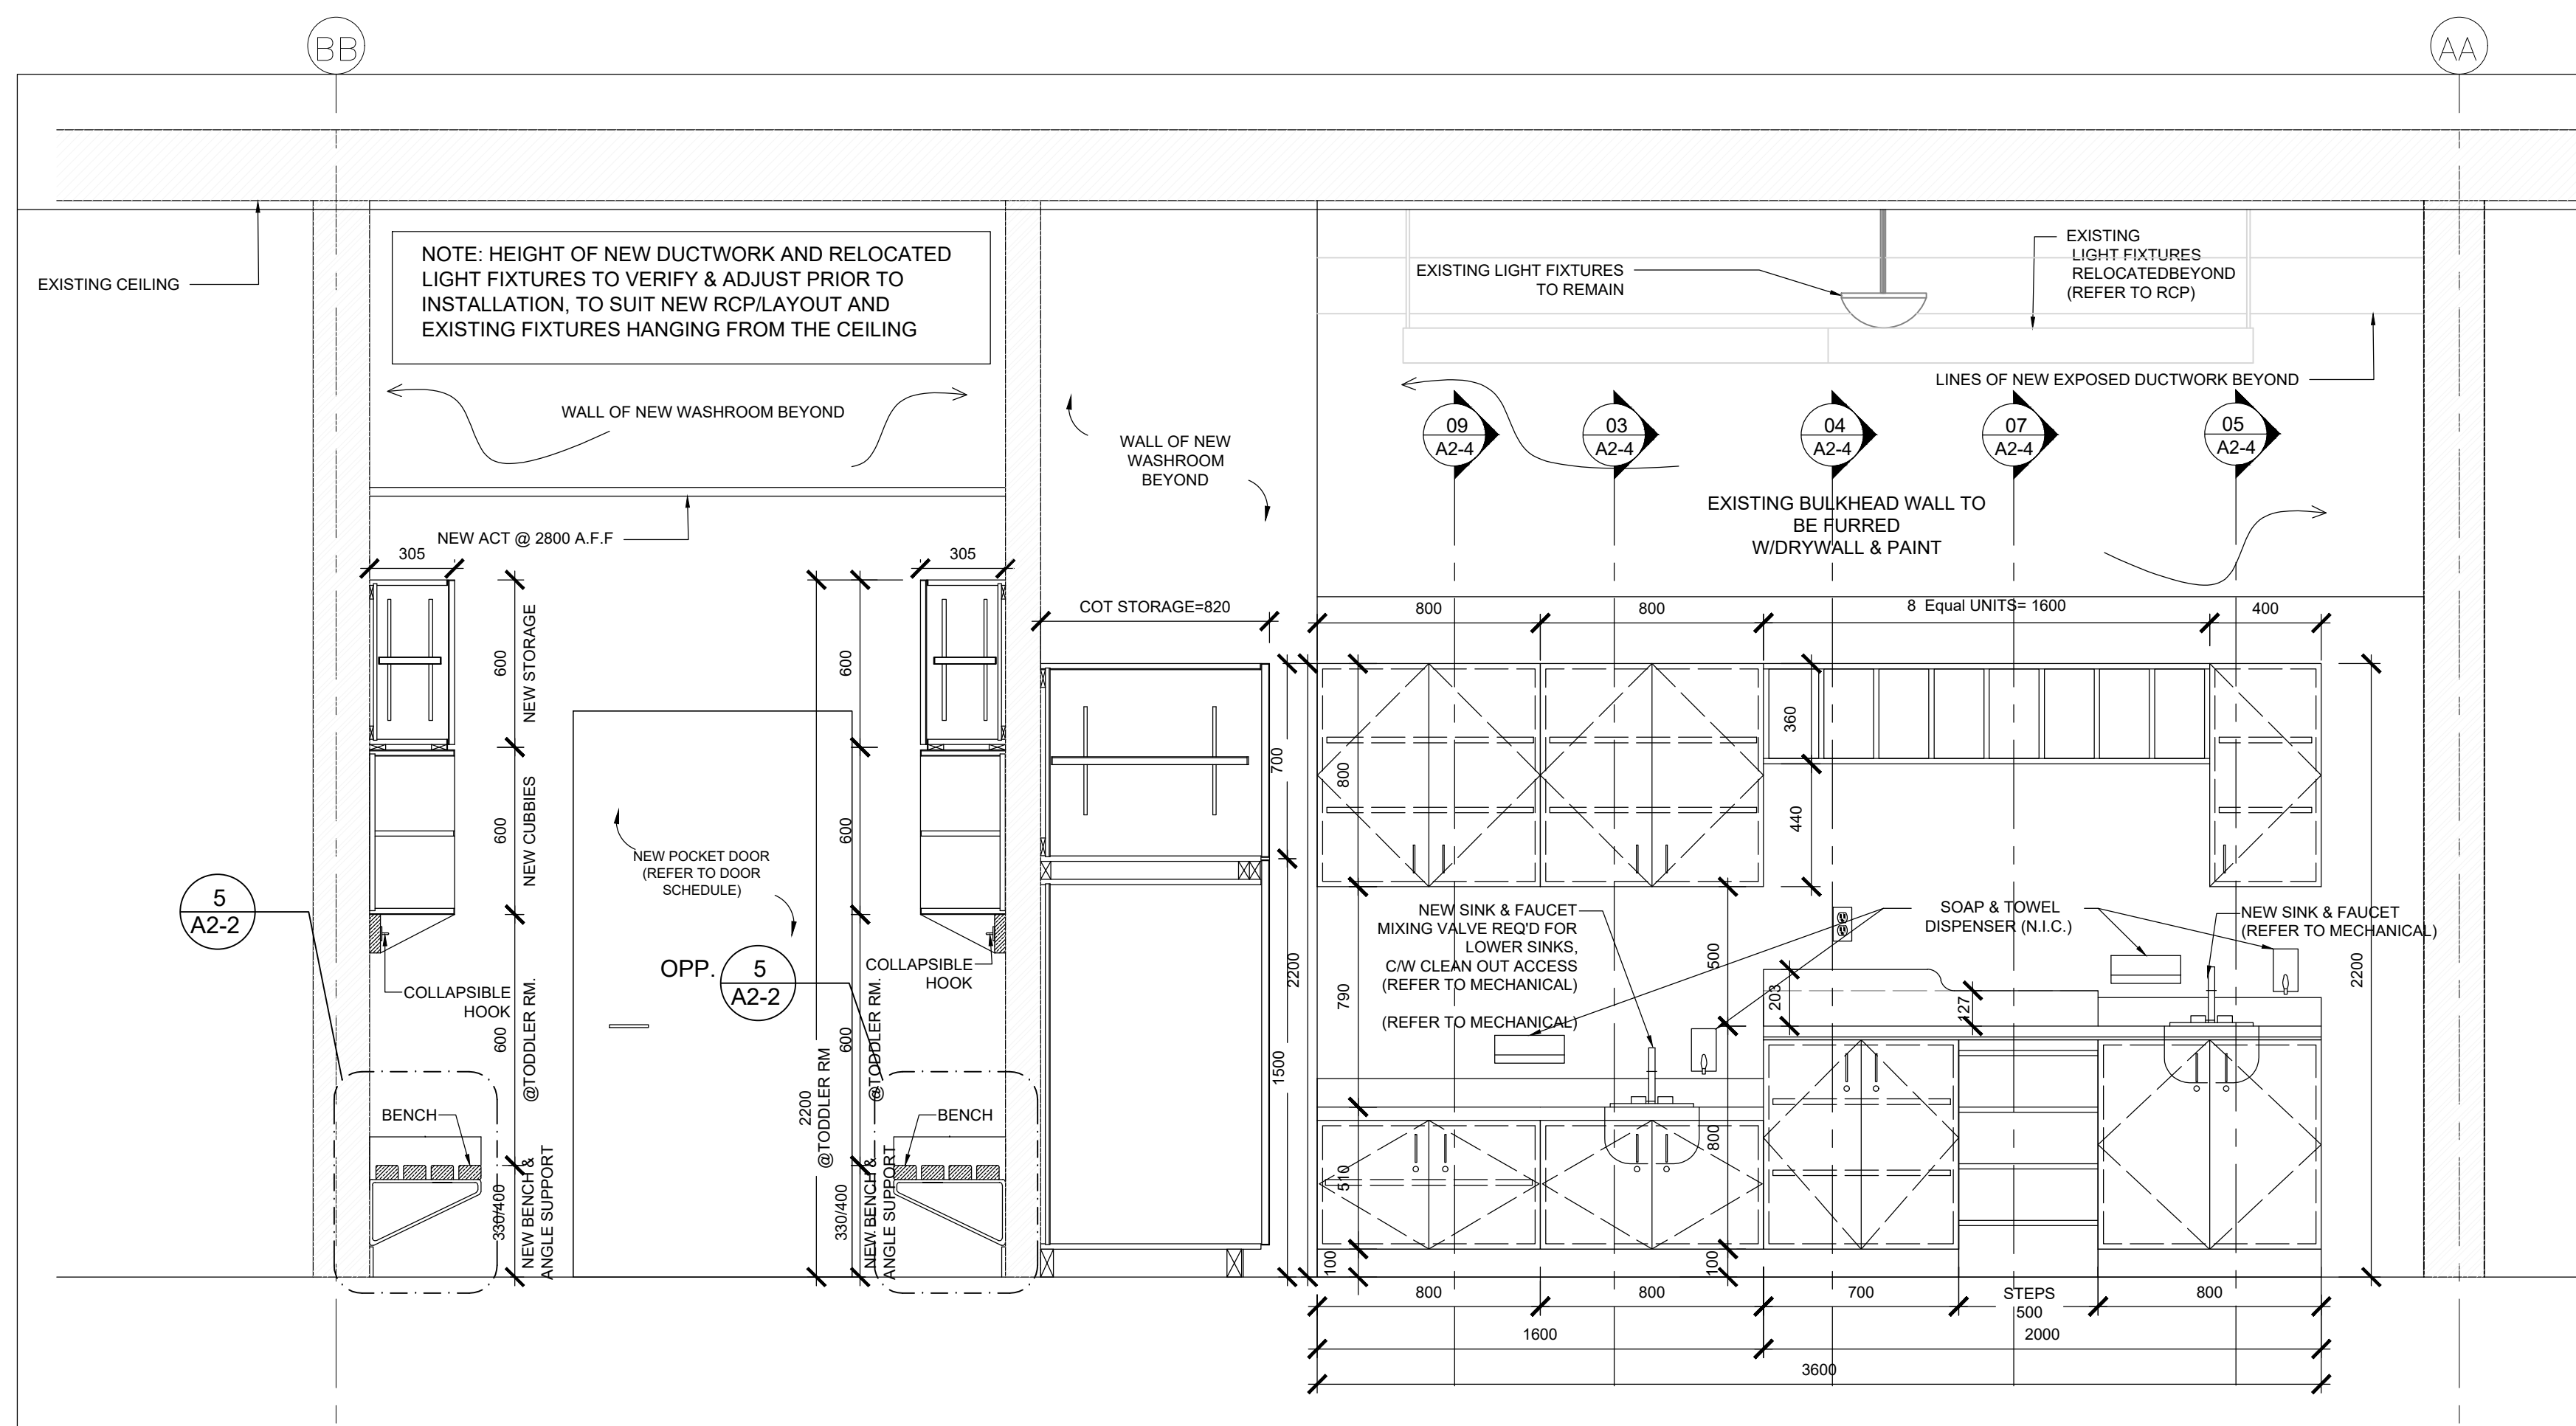 BB
AA
NOTE: HEIGHT OF NEW DUCTWORK AND RELOCATED
LIGHT FIXTURES TO VERIFY & ADJUST PRIOR TO
INSTALLATION, TO SUIT NEW RCP/LAYOUT AND
EXISTING FIXTURES HANGING FROM THE CEILING
EXISTING CEILING
EXISTING LIGHT FIXTURES
TO REMAIN
EXISTING
LIGHT FIXTURES
RELOCATEDBEYOND
(REFER TO RCP)
LINES OF NEW EXPOSED DUCTWORK BEYOND
WALL OF NEW WASHROOM BEYOND
WALL OF NEW
WASHROOM
BEYOND
09
A2-4
03
A2-4
04
A2-4
07
A2-4
05
A2-4
EXISTING BULKHEAD WALL TO
BE FURRED
W/DRYWALL & PAINT
NEW ACT @ 2800 A.F.F
305
305
COT STORAGE=820
800
800
8 Equal UNITS= 1600
400
600
NEW STORAGE
600
600
NEW CUBBIES
600
700
2200
1500
800
360
440
790
500
203
127
2200
NEW POCKET DOOR
(REFER TO DOOR
SCHEDULE)
5
A2-2
OPP.
5
A2-2
COLLAPSIBLE
HOOK
COLLAPSIBLE
HOOK
600
@TODDLER RM.
600
@TODDLER RM.
2200
@TODDLER RM
NEW SINK & FAUCET
MIXING VALVE REQ'D FOR
LOWER SINKS,
C/W CLEAN OUT ACCESS
(REFER TO MECHANICAL)
(REFER TO MECHANICAL)
SOAP & TOWEL
DISPENSER (N.I.C.)
NEW SINK & FAUCET
(REFER TO MECHANICAL)
BENCH
BENCH
330/400
NEW BENCH &
ANGLE SUPPORT
330/400
NEW BENCH &
ANGLE SUPPORT
510
800
100
100
800
800
700
STEPS
500
800
1600
2000
3600